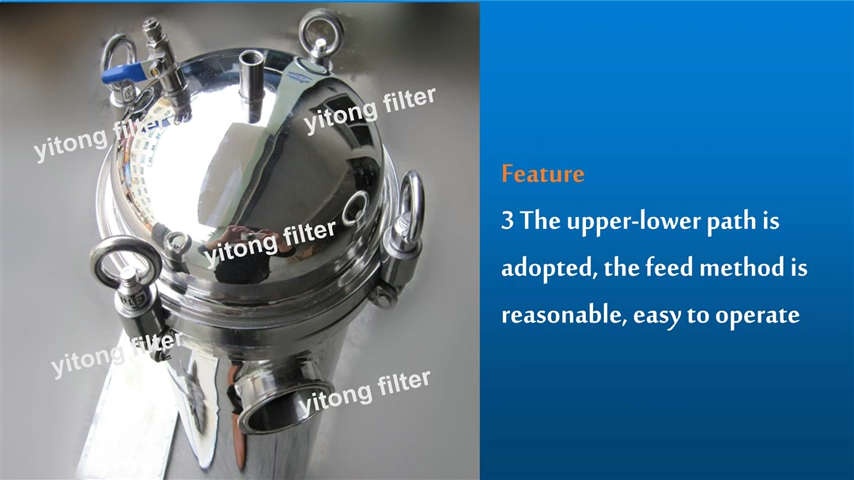 yitong filter
yitong filter
yitong filter
yitong filter
yitong filter
Feature
3 The upper-lower path is
adopted, the feed method is
reasonable, easy to operate